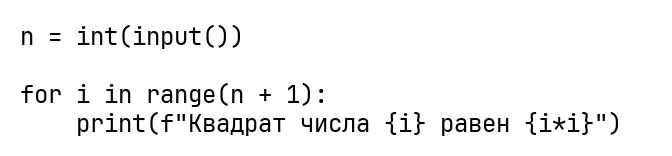 n = int(input())
for i in range(n + 1):
    print(f"Квадрат числа {i} равен {i*i}")